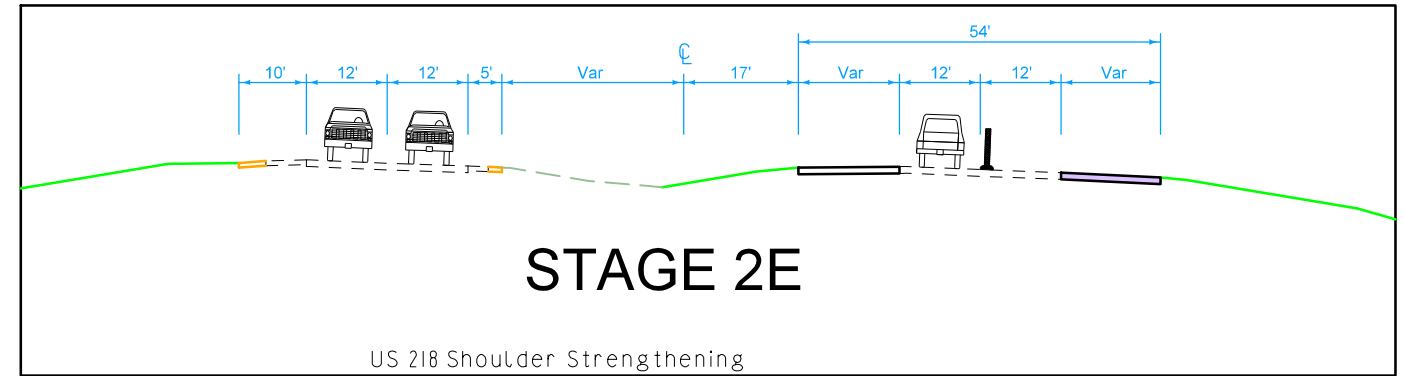 54'
℄
10' 12' 12' 5' Var 17' Var 12' 12' Var
STAGE 2E
US 218 Shoulder Strengthening